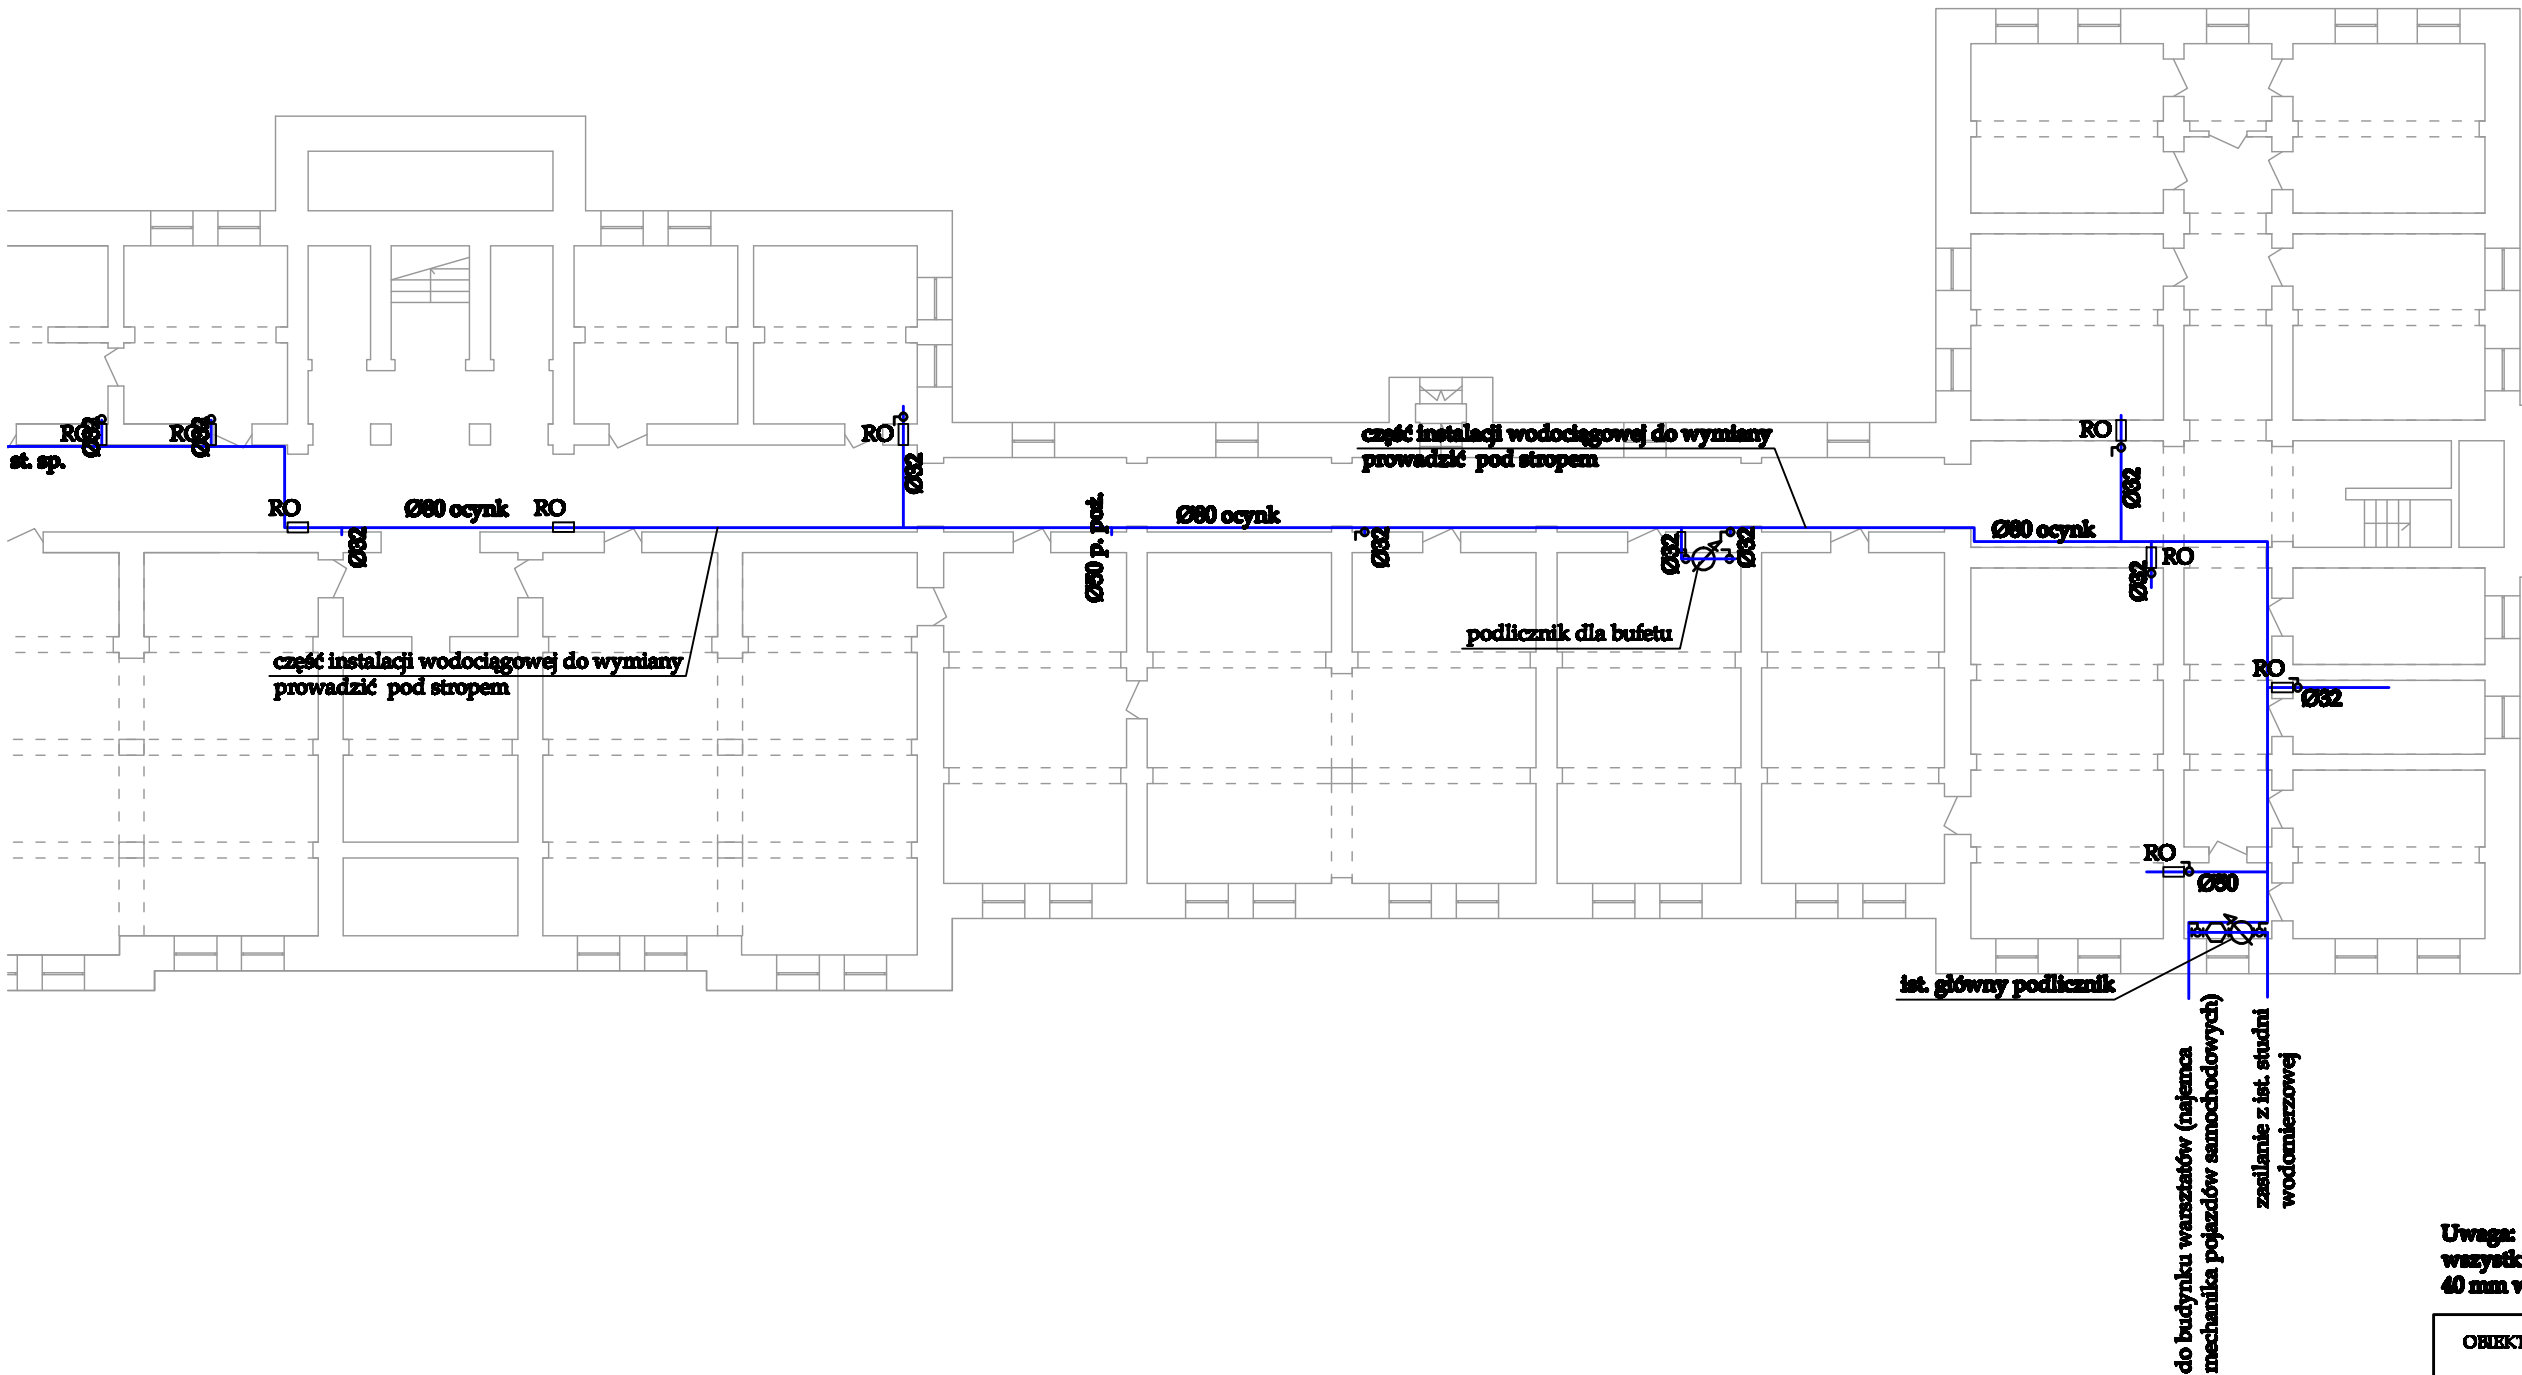 część instalacji wodociągowej do wymiany
prowadzić pod stropem
RO
Ø32
RO
Ø32
RO
RO
st. sp.
Ø32
Ø32
RO
Ø80 ocynk
RO
Ø50 p. poż.
Ø80 ocynk
Ø80 ocynk
Ø32
Ø32
Ø32
Ø32
RO
Ø32
podlicznik dla bufetu
część instalacji wodociągowej do wymiany
prowadzić pod stropem
RO
Ø32
RO
Ø50
ist. główny podlicznik
do budynku warsztatów (najemca
mechanika pojazdów samochodowych)
zasilanie z ist. studni
wodomierzowej
Uwaga:
40 mm